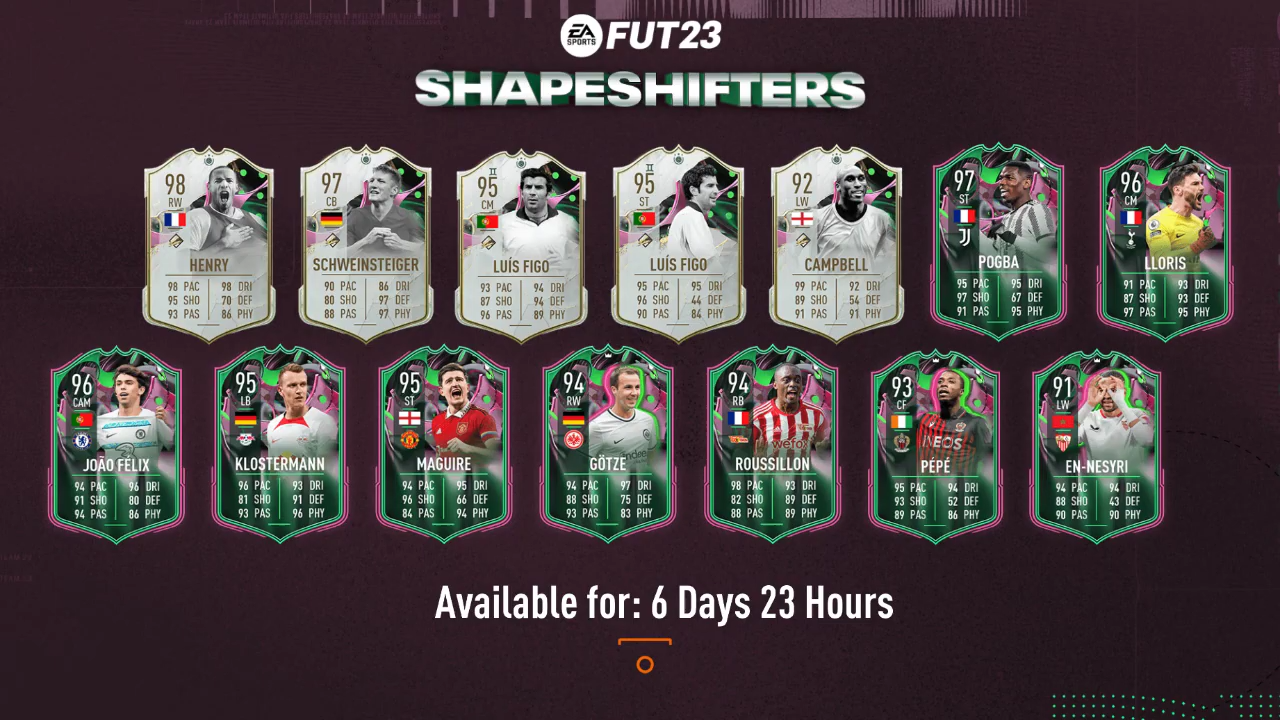 EA
SPORTS
FUT23
SHAPESHIFTERS
98
RW
HENRY
98 PAC 98 DRI
95 SHO 70 DEF
93 PAS 86 PHY
97
CB
SCHWEINSTEIGER
90 PAC 86 DRI
80 SHO 97 DEF
88 PAS 97 PHY
II
95
CM
LUÍS FIGO
93 PAC 94 DRI
87 SHO 94 DEF
96 PAS 89 PHY
II
95
ST
LUÍS FIGO
95 PAC 95 DRI
96 SHO 44 DEF
90 PAS 84 PHY
92
LW
CAMPBELL
99 PAC 92 DRI
89 SHO 54 DEF
91 PAS 91 PHY
97
ST
POGBA
95 PAC 95 DRI
97 SHO 67 DEF
91 PAS 95 PHY
96
CM
LLORIS
91 PAC 93 DRI
87 SHO 93 DEF
97 PAS 95 PHY
96
CAM
JOÃO FÉLIX
94 PAC 96 DRI
91 SHO 80 DEF
94 PAS 86 PHY
95
LB
KLOSTERMANN
96 PAC 93 DRI
81 SHO 91 DEF
93 PAS 96 PHY
95
ST
MAGUIRE
94 PAC 95 DRI
96 SHO 66 DEF
84 PAS 94 PHY
94
RW
indeed
GÖTZE
94 PAC 97 DRI
88 SHO 75 DEF
93 PAS 83 PHY
94
RB
wefox
ROUSSILLON
98 PAC 93 DRI
82 SHO 89 DEF
88 PAS 89 PHY
93
CF
INEOS
PÉPÉ
95 PAC 94 DRI
93 SHO 52 DEF
89 PAS 86 PHY
91
LW
EN-NESYRI
94 PAC 94 DRI
88 SHO 43 DEF
90 PAS 90 PHY
Available for: 6 Days 23 Hours